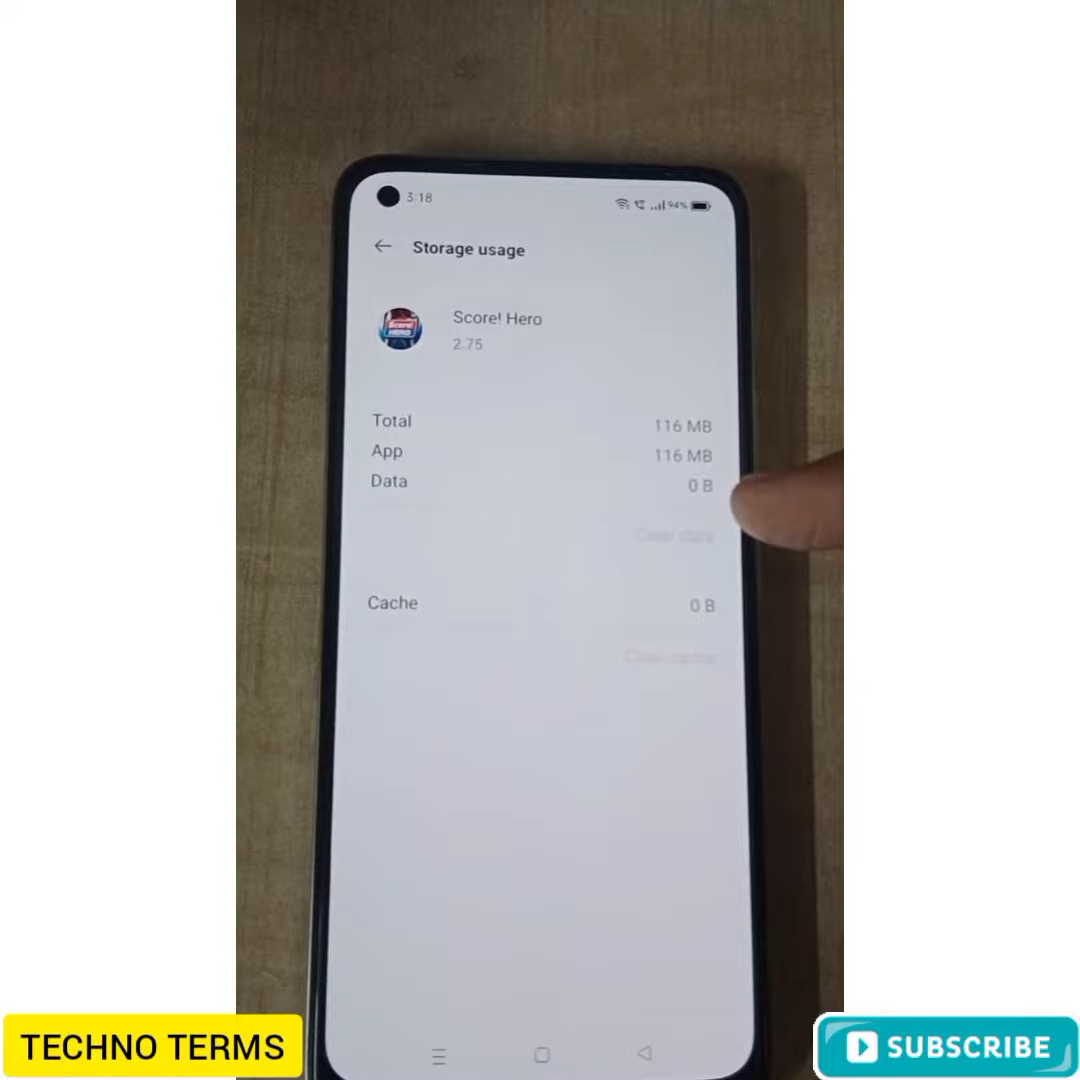 3:18
94%
Storage usage
Score! Hero
2.75
Total 116 MB
App 116 MB
Data 0 B
Clear data
Cache 0 B
Clear cache
TECHNO TERMS
SUBSCRIBE